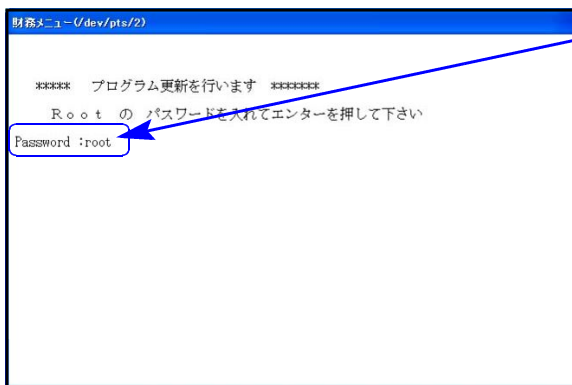 財務メニュー(/dev/pts/2)
***** プログラム更新を行います *******
Ｒｏｏｔ の パスワードを入れてエンターを押して下さい
Password :root